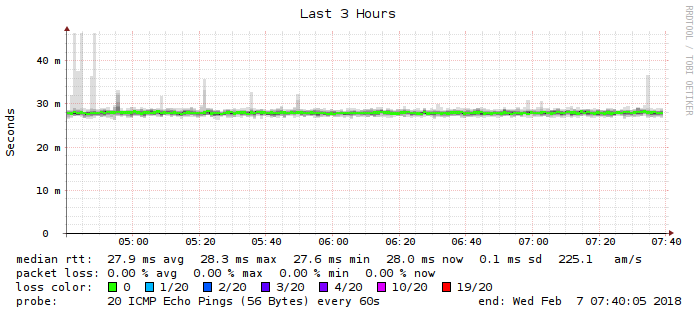 Last 3 Hours
RRDTOOL / TOBI OETIKER
Seconds
40 m
30 m
20 m
10 m
0
05:00 05:20 05:40 06:00 06:20 06:40 07:00 07:20 07:40
median rtt: 27.9 ms avg 28.3 ms max 27.6 ms min 28.0 ms now 0.1 ms sd 225.1 am/s
packet loss: 0.00 % avg 0.00 % max 0.00 % min 0.00 % now
loss color: 0 1/20 2/20 3/20 4/20 10/20 19/20
probe: 20 ICMP Echo Pings (56 Bytes) every 60s end: Wed Feb 7 07:40:05 2018